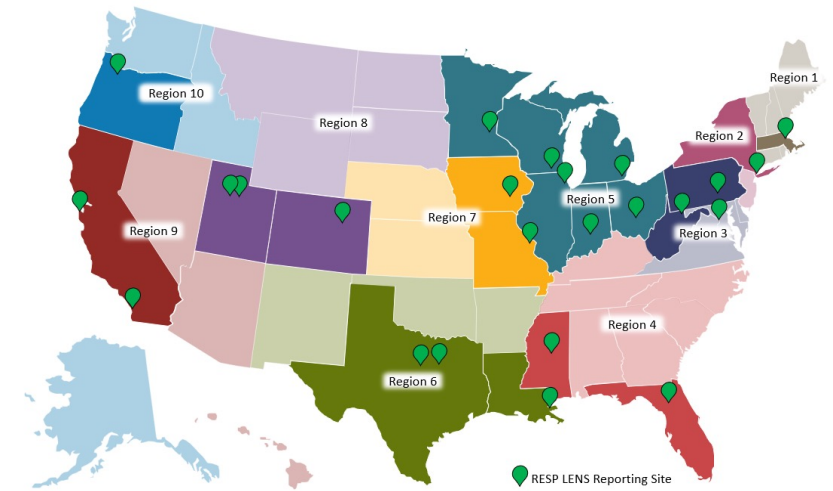 Region 1
Region 10
Region 8
Region 2
Region 5
Region 7
Region 9
Region 3
Region 4
Region 6
RESP LENS Reporting Site